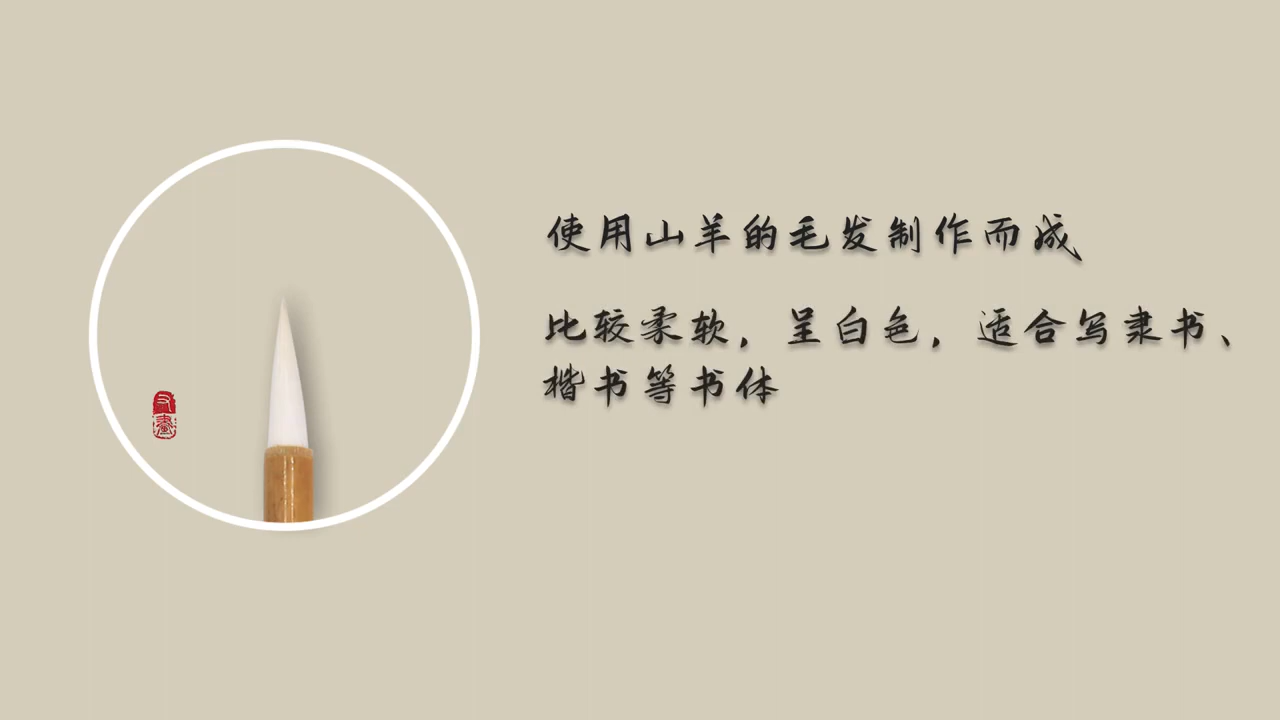 使用山羊的毛发制作而成
比较柔软，呈白色，适合写隶书、
楷书等书体